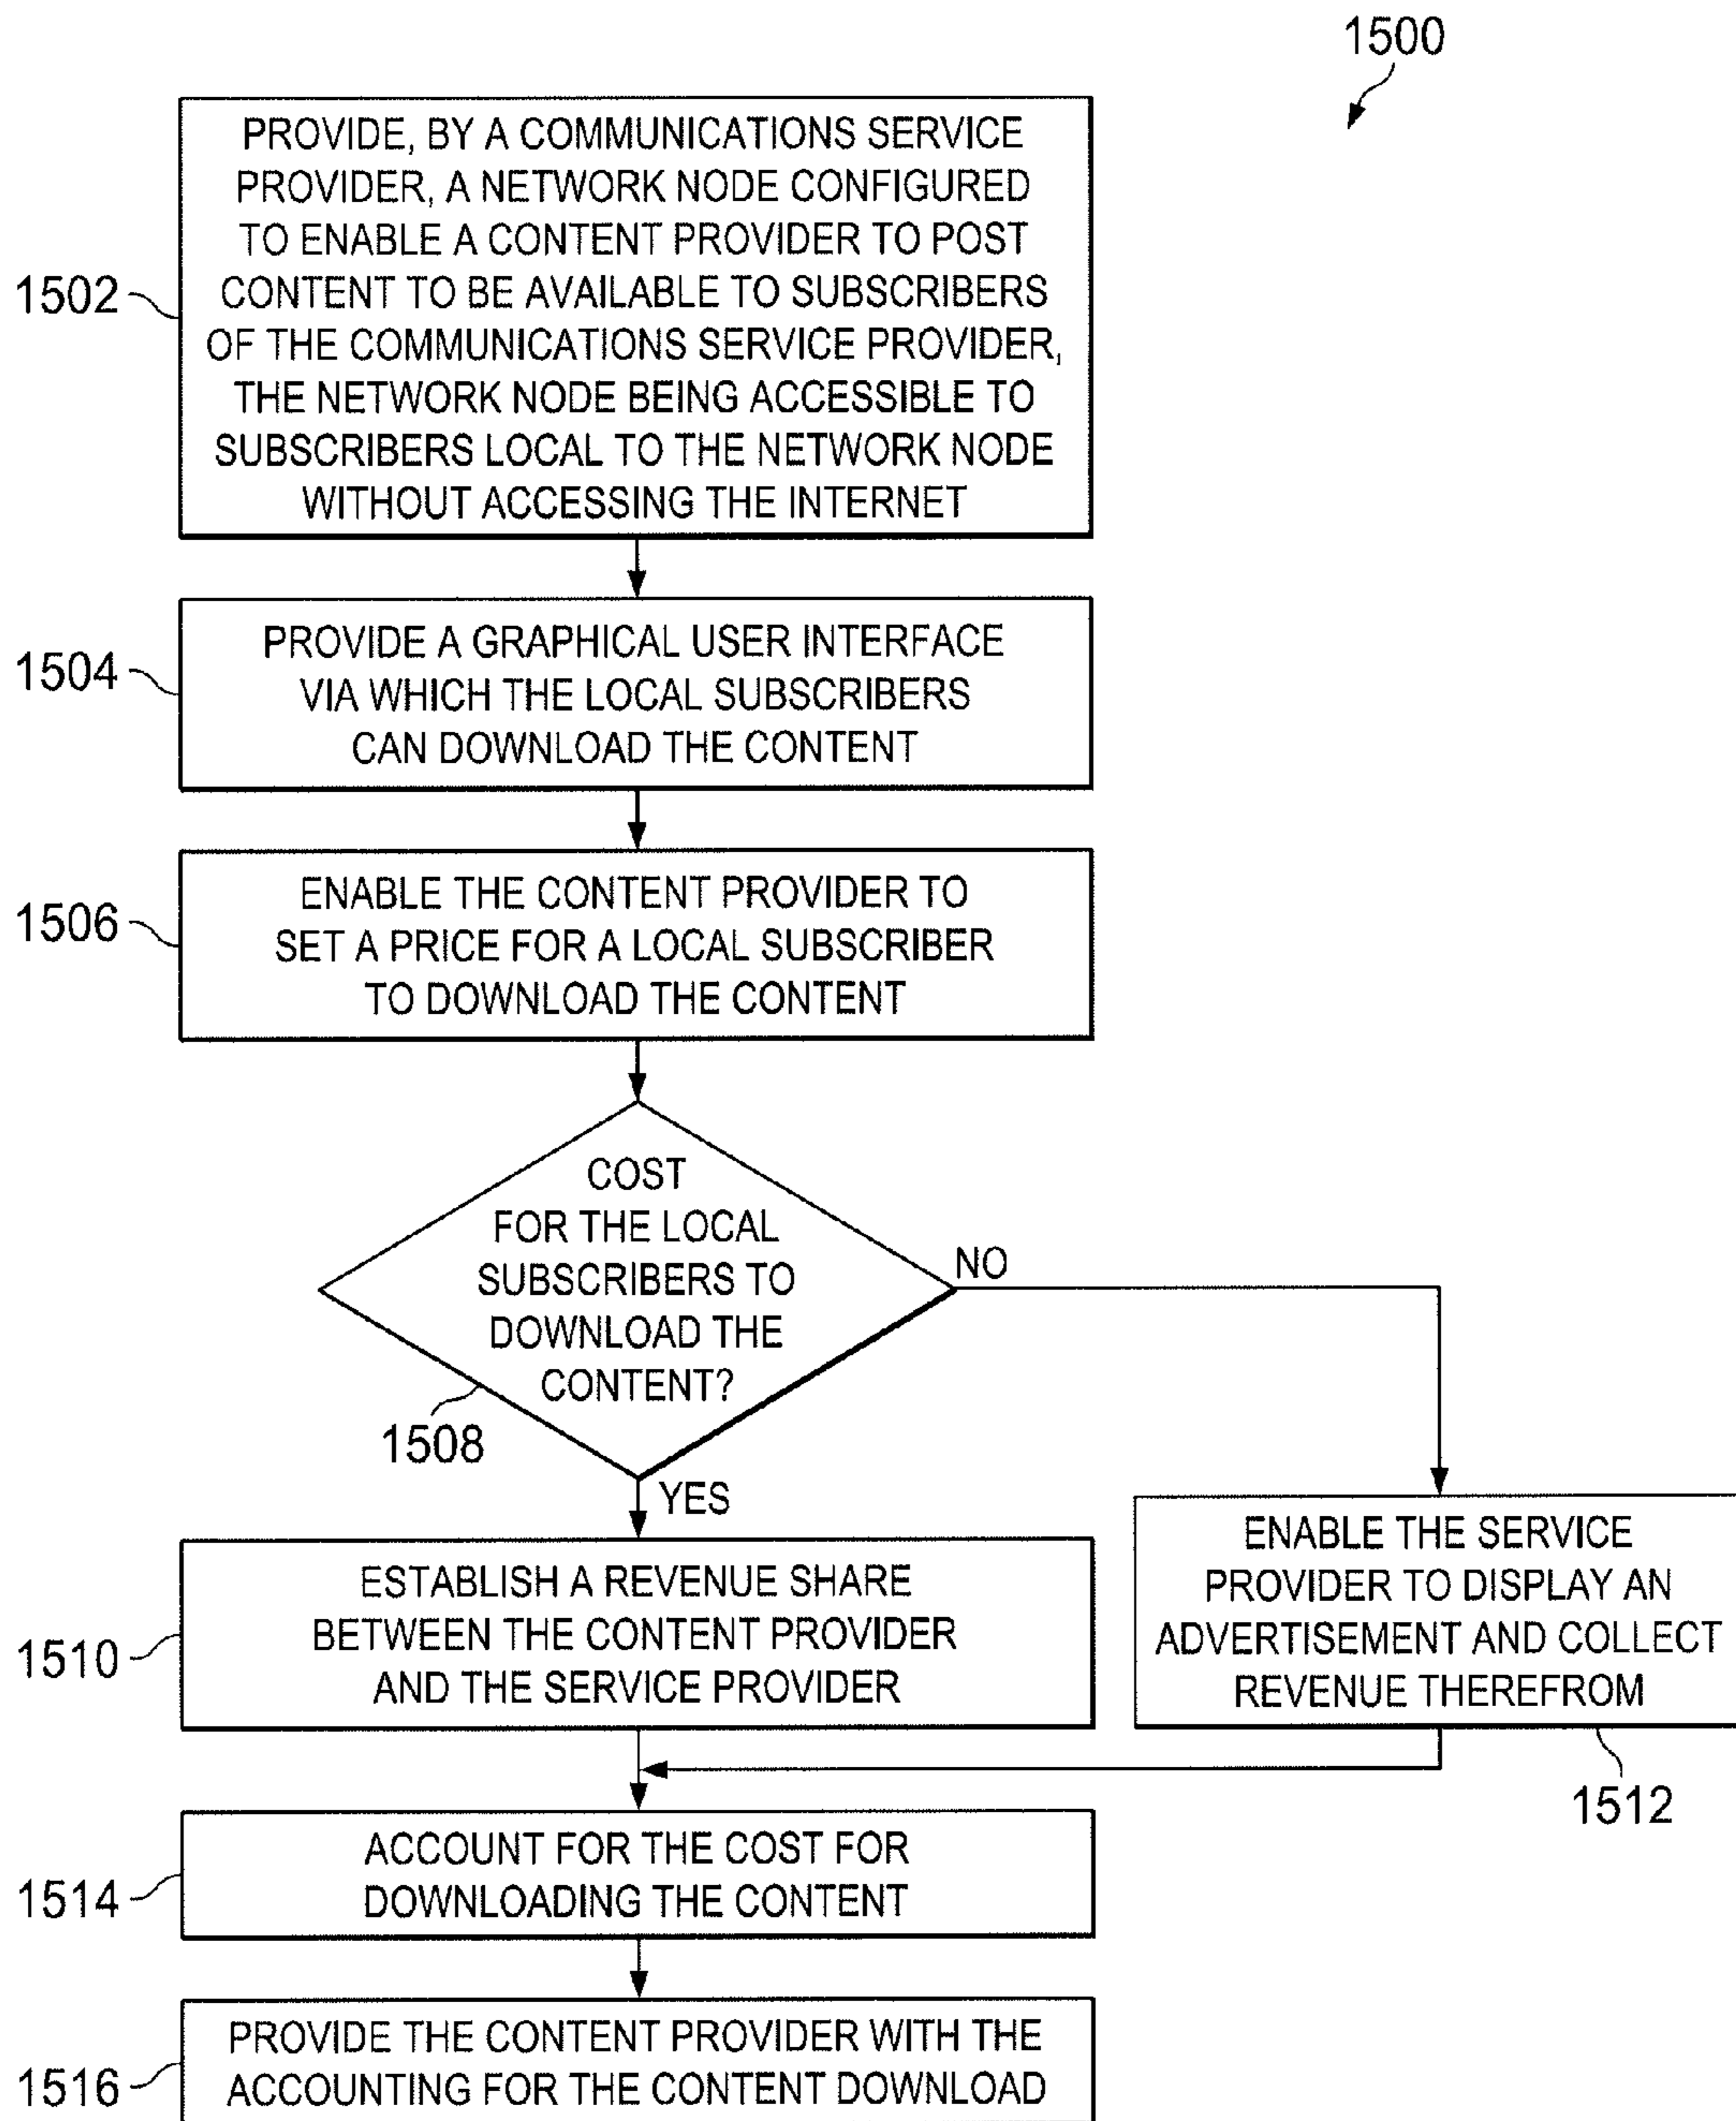 1500
PROVIDE, BY A COMMUNICATIONS SERVICE
PROVIDER, A NETWORK NODE CONFIGURED
TO ENABLE A CONTENT PROVIDER TO POST
CONTENT TO BE AVAILABLE TO SUBSCRIBERS
OF THE COMMUNICATIONS SERVICE PROVIDER,
THE NETWORK NODE BEING ACCESSIBLE TO
SUBSCRIBERS LOCAL TO THE NETWORK NODE
WITHOUT ACCESSING THE INTERNET
1502
PROVIDE A GRAPHICAL USER INTERFACE
VIA WHICH THE LOCAL SUBSCRIBERS
CAN DOWNLOAD THE CONTENT
1504
ENABLE THE CONTENT PROVIDER TO
SET A PRICE FOR A LOCAL SUBSCRIBER
TO DOWNLOAD THE CONTENT
1506
COST
FOR THE LOCAL
SUBSCRIBERS TO
DOWNLOAD THE
CONTENT?
1508
NO
YES
ESTABLISH A REVENUE SHARE
BETWEEN THE CONTENT PROVIDER
AND THE SERVICE PROVIDER
1510
ENABLE THE SERVICE
PROVIDER TO DISPLAY AN
ADVERTISEMENT AND COLLECT
REVENUE THEREFROM
1512
ACCOUNT FOR THE COST FOR
DOWNLOADING THE CONTENT
1514
PROVIDE THE CONTENT PROVIDER WITH THE
ACCOUNTING FOR THE CONTENT DOWNLOAD
1516